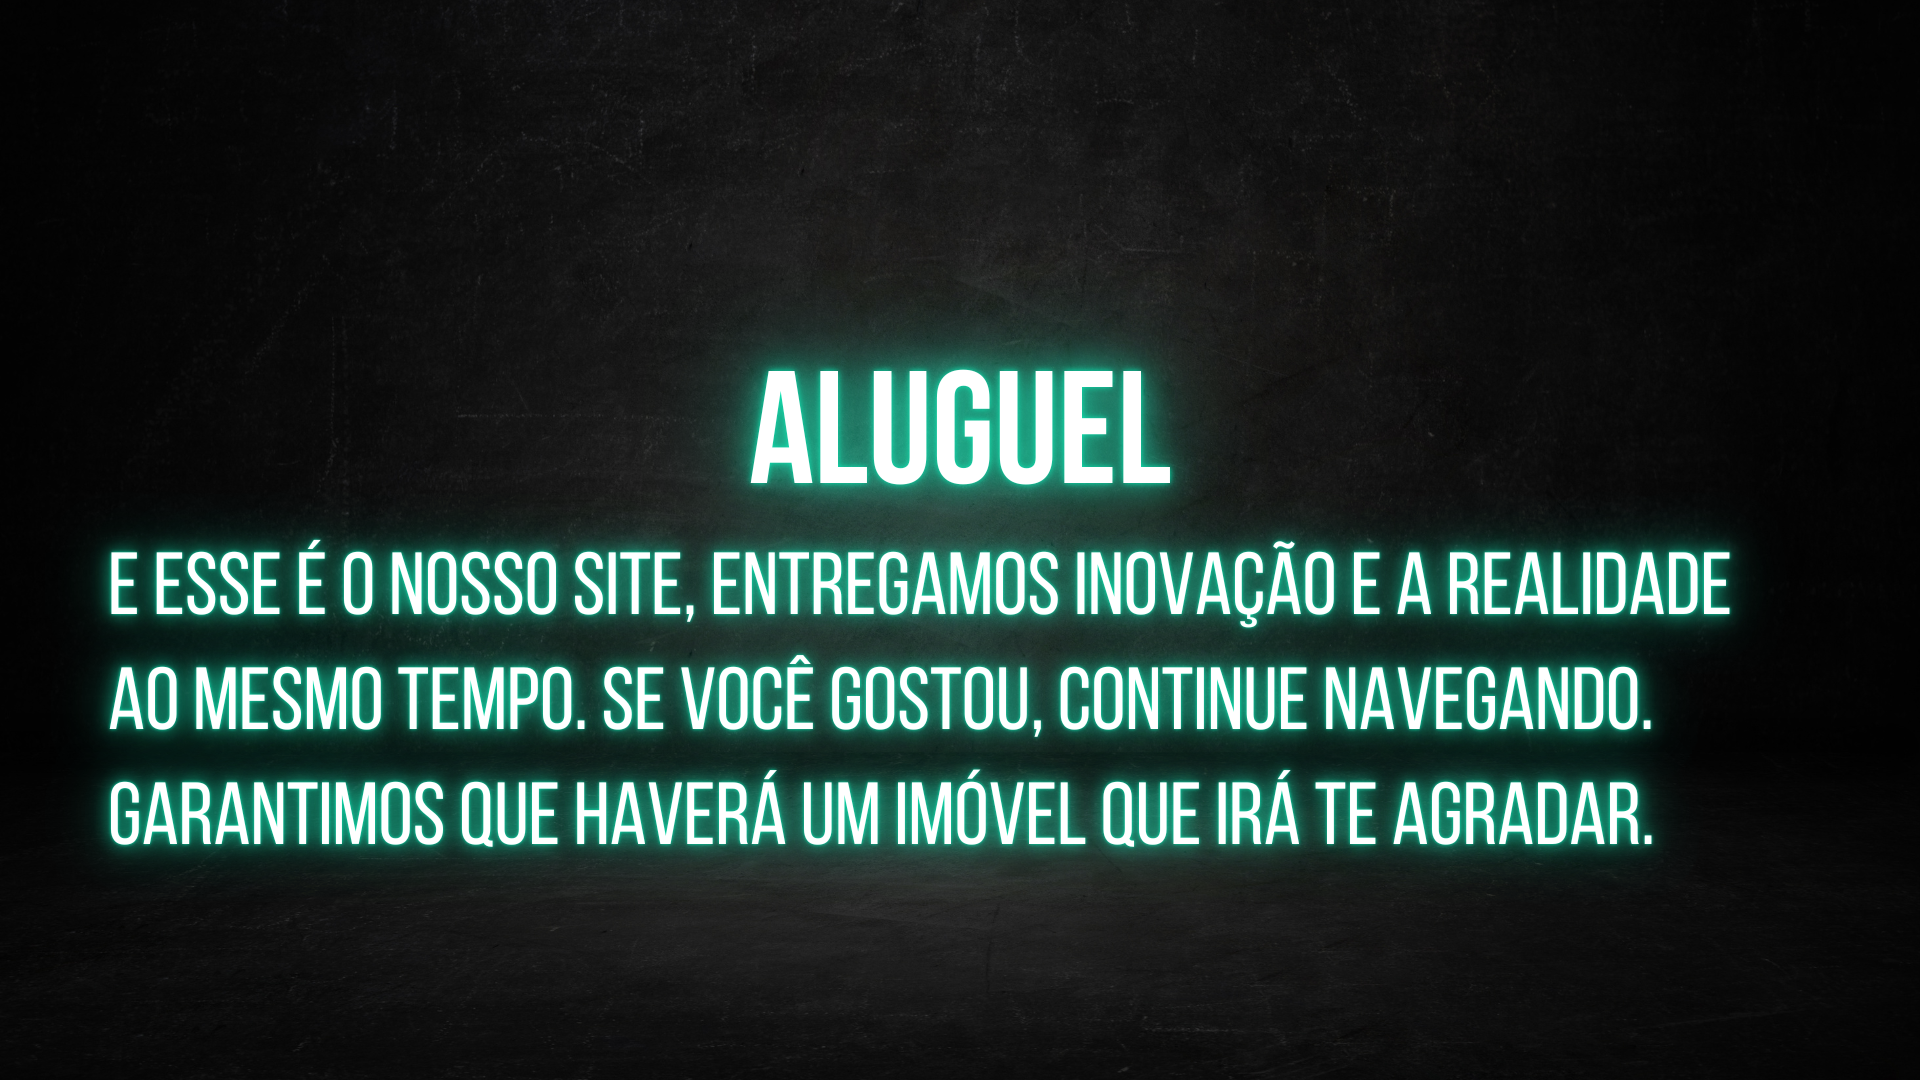 ALUGUEL
E ESSE É O NOSSO SITE, ENTREGAMOS INOVAÇÃO E A REALIDADE
AO MESMO TEMPO. SE VOCÊ GOSTOU, CONTINUE NAVEGANDO.
GARANTIMOS QUE HAVERÁ UM IMÓVEL QUE IRÁ TE AGRADAR.